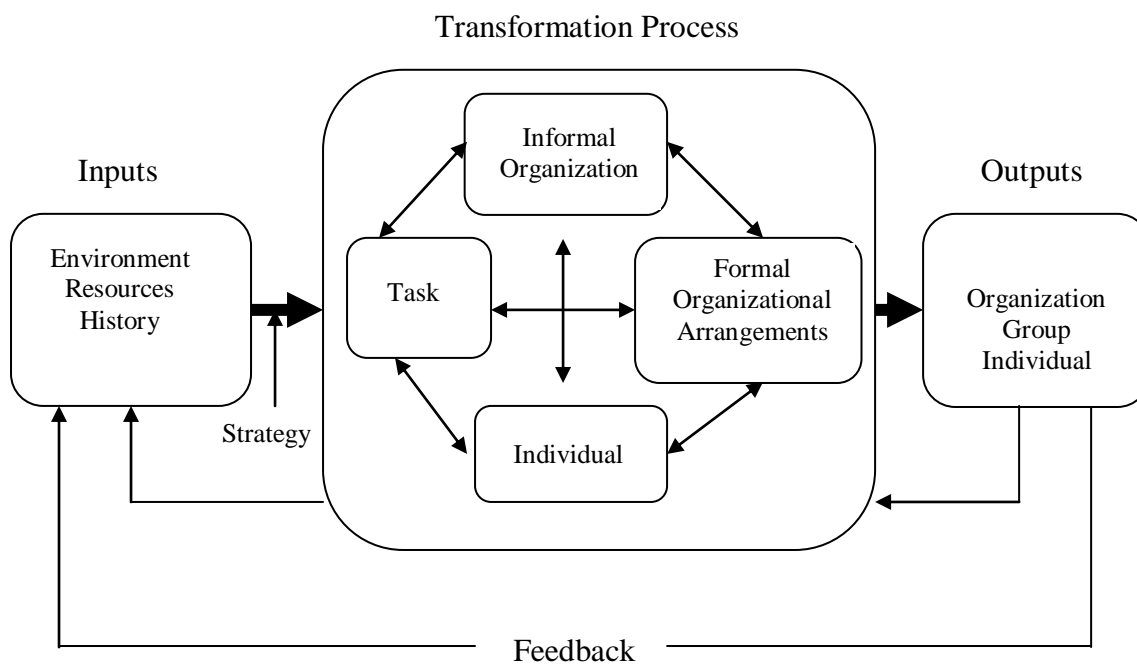 Transformation Process
Inputs
Environment
Resources
History
Strategy
Informal
Organization
Task
Formal
Organizational
Arrangements
Individual
Outputs
Organization
Group
Individual
Feedback